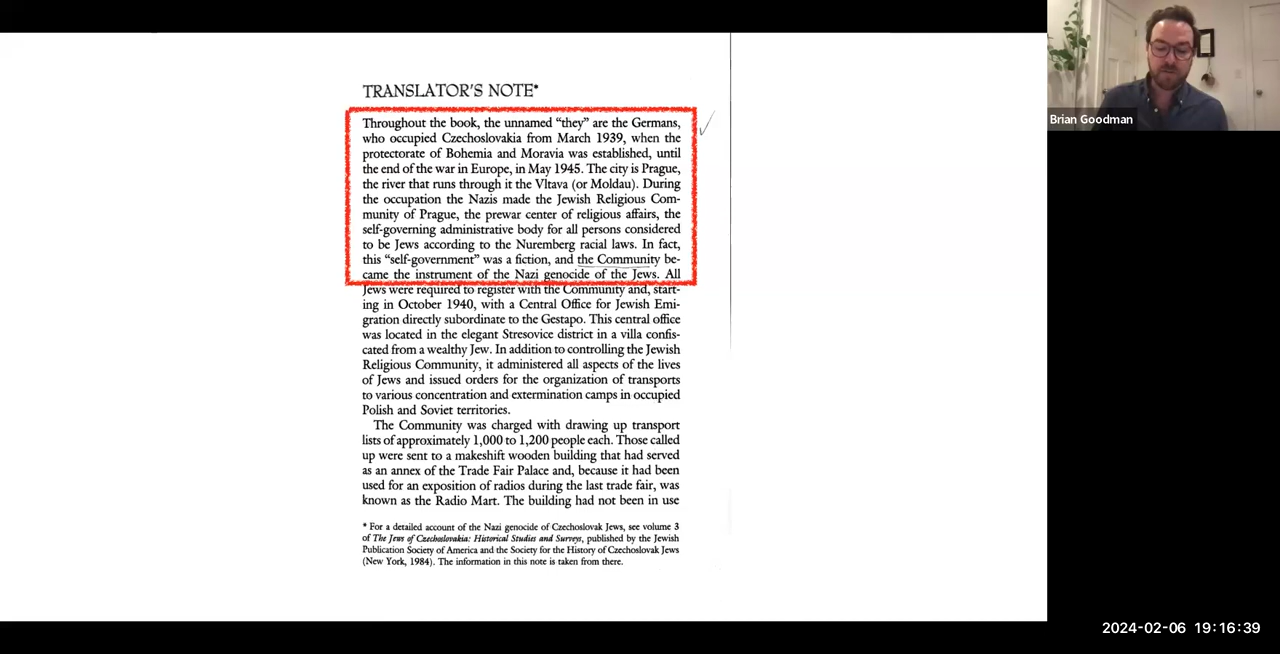 TRANSLATOR'S NOTE*
Throughout the book, the unnamed “they” are the Germans,
who occupied Czechoslovakia from March 1939, when the
protectorate of Bohemia and Moravia was established, until
the end of the war in Europe, in May 1945. The city is Prague,
the river that runs through it the Vltava (or Moldau). During
the occupation the Nazis made the Jewish Religious Com-
munity of Prague, the prewar center of religious affairs, the
self-governing administrative body for all persons considered
to be Jews according to the Nuremberg racial laws. In fact,
this “self-government” was a fiction, and the Community be-
came the instrument of the Nazi genocide of the Jews. All
Jews were required to register with the Community and, start-
ing in October 1940, with a Central Office for Jewish Emi-
gration directly subordinate to the Gestapo. This central office
was located in the elegant Stresovice district in a villa confis-
cated from a wealthy Jew. In addition to controlling the Jewish
Religious Community, it administered all aspects of the lives
of Jews and issued orders for the organization of transports
to various concentration and extermination camps in occupied
Polish and Soviet territories.
The Community was charged with drawing up transport
lists of approximately 1,000 to 1,200 people each. Those called
up were sent to a makeshift wooden building that had served
as an annex of the Trade Fair Palace and, because it had been
used for an exposition of radios during the last trade fair, was
known as the Radio Mart. The building had not been in use
* For a detailed account of the Nazi genocide of Czechoslovak Jews, see volume 3
of The Jews of Czechoslovakia: Historical Studies and Surveys, published by the Jewish
Publication Society of America and the Society for the History of Czechoslovak Jews
(New York, 1984). The information in this note is taken from there.
Brian Goodman
2024-02-06 19:16:39